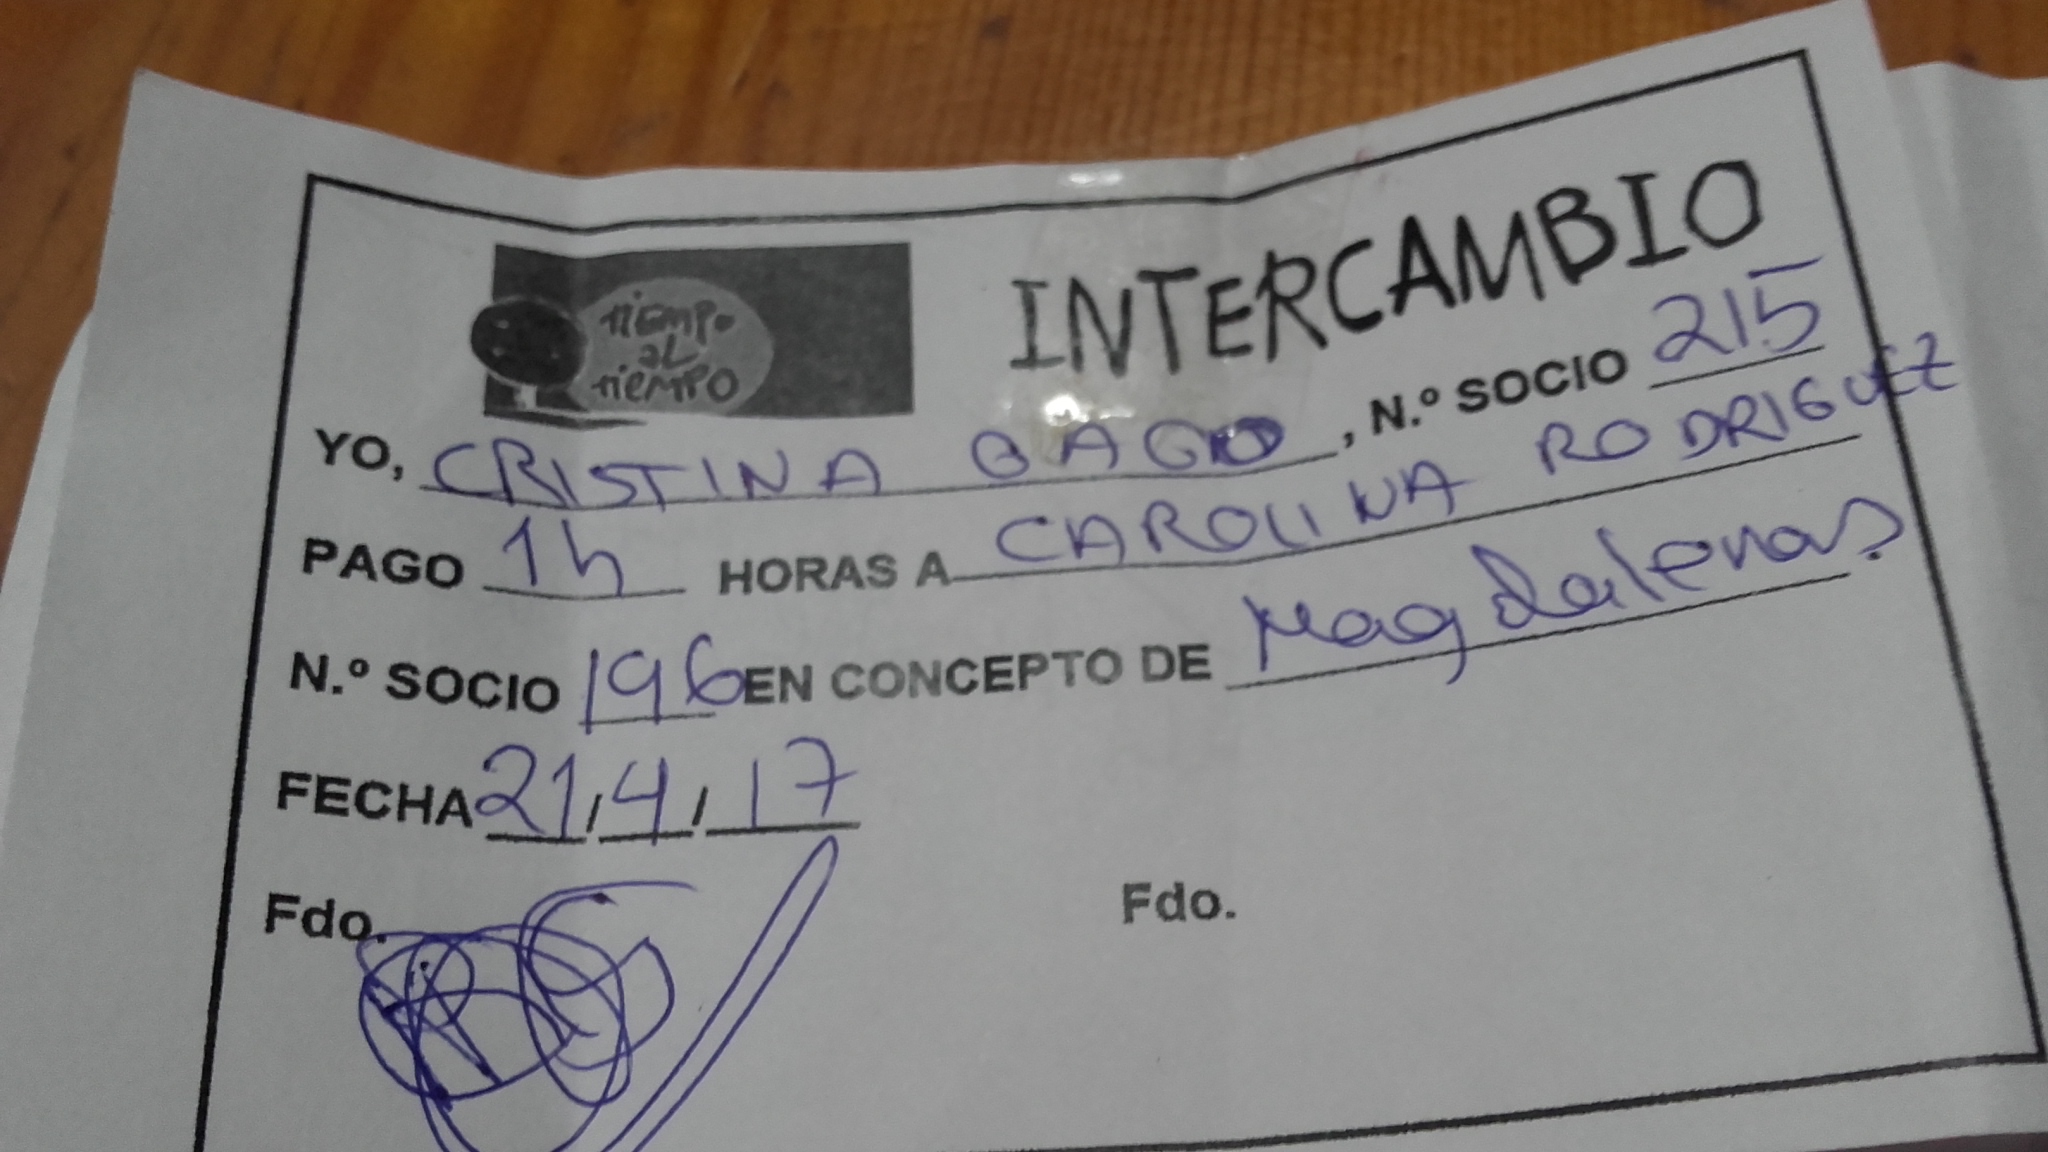 tiempo
al
tiempo
INTERCAMBIO
YO, CRISTINA GAGO, N.º SOCIO 215
PAGO 1h HORAS A CAROLINA RODRIGUEZ
N.º SOCIO 196 EN CONCEPTO DE Magdalenas
FECHA 21/4/17
Fdo. Fdo.